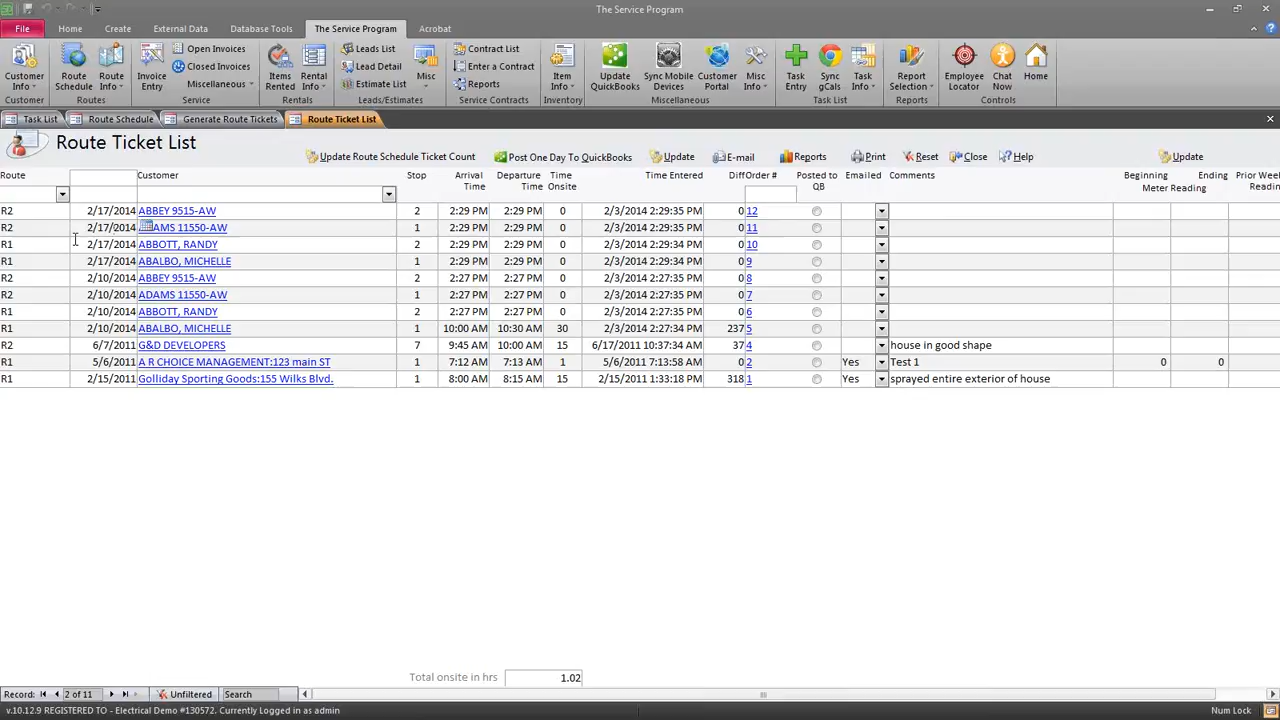 The Service Program
File Home Create External Data Database Tools The Service Program Acrobat
Customer Info Route Schedule Route Info Invoice Entry Open Invoices Closed Invoices Miscellaneous Items Rented Rental Info Leads List Lead Detail Estimate List Misc Contract List Enter a Contract Reports Item Info Update QuickBooks Sync Mobile Devices Customer Portal Misc Info Task Entry Sync gCals Task Info Report Selection Employee Locator Chat Now Home
Customer Routes Service Rentals Leads/Estimates Service Contracts Inventory Miscellaneous Task List Reports Controls
Task List Route Schedule Generate Route Tickets Route Ticket List
Route Ticket List
Update Route Schedule Ticket Count Post One Day To QuickBooks Update E-mail Reports Print Reset Close Help Update
Route Customer Stop Arrival Time Departure Time Time Onsite Time Entered Diff Order # Posted to QB Emailed Comments Beginning Ending Meter Reading Prior Week Readin
R2 2/17/2014 ABBEY 9515-AW 2 2:29 PM 2:29 PM 0 2/3/2014 2:29:35 PM 0 12
R2 2/17/2014 AMS 11550-AW 1 2:29 PM 2:29 PM 0 2/3/2014 2:29:35 PM 0 11
R1 2/17/2014 ABBOTT, RANDY 2 2:29 PM 2:29 PM 0 2/3/2014 2:29:34 PM 0 10
R1 2/17/2014 ABALBO, MICHELLE 1 2:29 PM 2:29 PM 0 2/3/2014 2:29:34 PM 0 9
R2 2/10/2014 ABBEY 9515-AW 2 2:27 PM 2:27 PM 0 2/3/2014 2:27:35 PM 0 8
R2 2/10/2014 ADAMS 11550-AW 1 2:27 PM 2:27 PM 0 2/3/2014 2:27:35 PM 0 7
R1 2/10/2014 ABBOTT, RANDY 2 2:27 PM 2:27 PM 0 2/3/2014 2:27:35 PM 0 6
R1 2/10/2014 ABALBO, MICHELLE 1 10:00 AM 10:30 AM 30 2/3/2014 2:27:34 PM 237 5
R2 6/7/2011 G&D DEVELOPERS 7 9:45 AM 10:00 AM 15 6/17/2011 10:37:34 AM 37 4 house in good shape
R1 5/6/2011 A R CHOICE MANAGEMENT:123 main ST 1 7:12 AM 7:13 AM 1 5/6/2011 7:13:58 AM 0 2 Yes Test 1 0 0
R1 2/15/2011 Golliday Sporting Goods:155 Wilks Blvd. 1 8:00 AM 8:15 AM 15 2/15/2011 1:33:18 PM 318 1 Yes sprayed entire exterior of house
Total onsite in hrs 1.02
Record: 2 of 11 Unfiltered Search
v.10.12.9 REGISTERED TO - Electrical Demo #130572. Currently Logged in as admin Num Lock